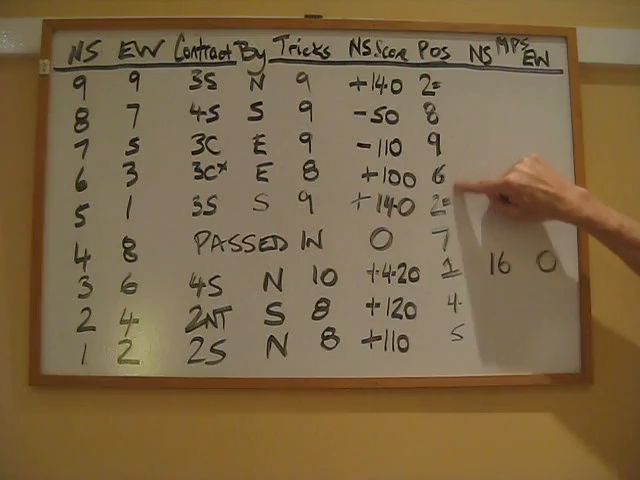 NS EW Contract By Tricks NS Score Pos NS MPS EW
9 9 3S N 9 +140 2=
8 7 4S S 9 -50 8
7 5 3C E 9 -110 9
6 3 3Cx E 8 +100 6
5 1 3S S 9 +140 2=
4 8 PASSED IN 0 7
3 6 4S N 10 +420 1 16 0
2 4 2NT S 8 +120 4
1 2 2S N 8 +110 5